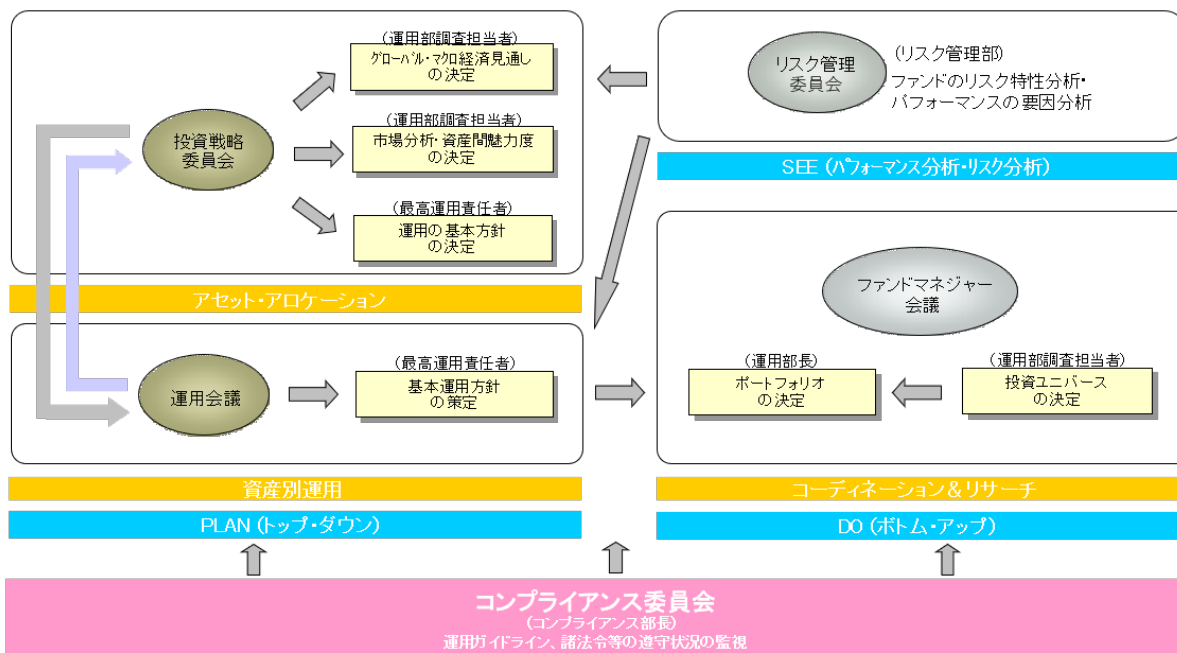 (運用部調査担当者)
グローバル・マクロ経済見通し
の決定
投資戦略
委員会
(運用部調査担当者)
市場分析・資産間魅力度
の決定
(最高運用責任者)
運用の基本方針
の決定
アセット・アロケーション
運用会議
(最高運用責任者)
基本運用方針
の策定
資産別運用
PLAN (トップ・ダウン)
リスク管理
委員会
(リスク管理部)
ファンドのリスク特性分析・
パフォーマンスの要因分析
SEE (パフォーマンス分析・リスク分析)
ファンドマネジャー
会議
(運用部長)
ポートフォリオ
の決定
(運用部調査担当者)
投資ユニバース
の決定
コーディネーション&リサーチ
DO (ボトム・アップ)
コンプライアンス委員会
(コンプライアンス部長)
運用ガイドライン、諸法令等の遵守状況の監視